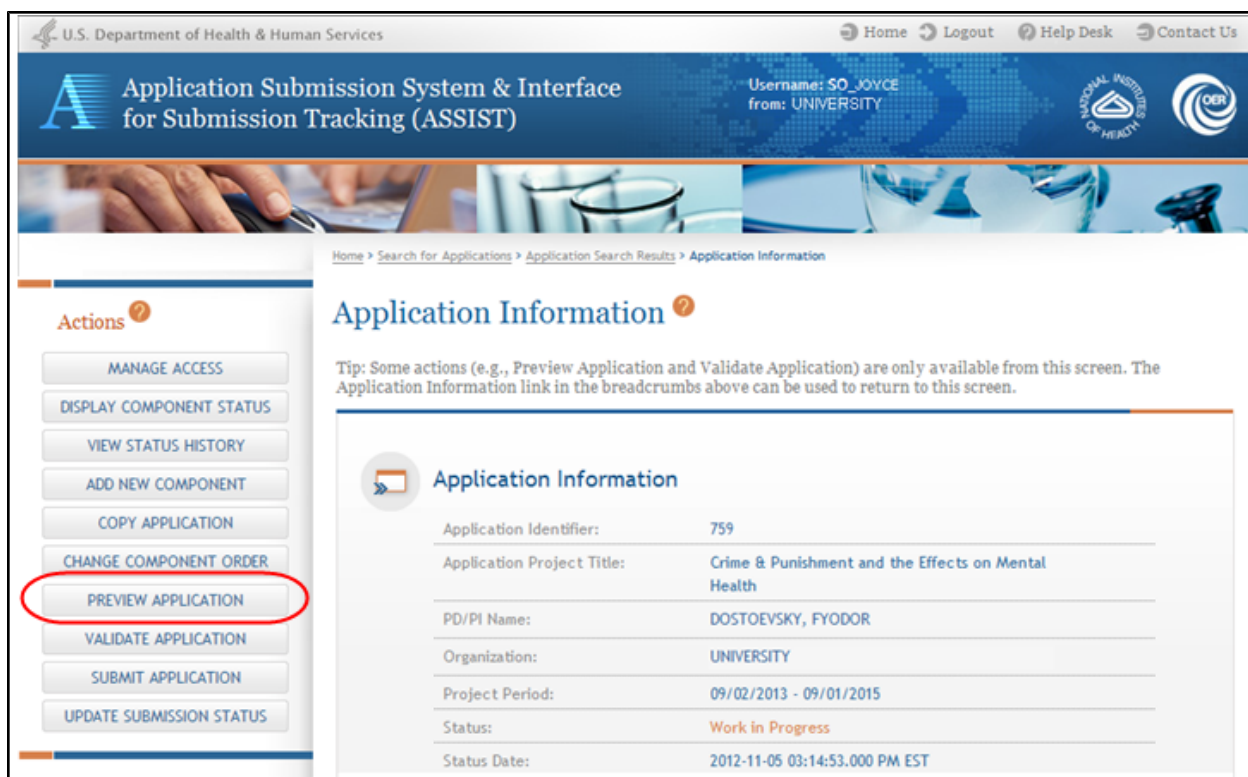 U.S. Department of Health & Human Services
Home Logout Help Desk Contact Us
Application Submission System & Interface
for Submission Tracking (ASSIST)
Username: SO_JOYCE
from: UNIVERSITY
NATIONAL INSTITUTES OF HEALTH
OER
Home > Search for Applications > Application Search Results > Application Information
Actions ?
MANAGE ACCESS
DISPLAY COMPONENT STATUS
VIEW STATUS HISTORY
ADD NEW COMPONENT
COPY APPLICATION
CHANGE COMPONENT ORDER
PREVIEW APPLICATION
VALIDATE APPLICATION
SUBMIT APPLICATION
UPDATE SUBMISSION STATUS
Application Information ?
Tip: Some actions (e.g., Preview Application and Validate Application) are only available from this screen. The
Application Information link in the breadcrumbs above can be used to return to this screen.
Application Information
Application Identifier: 759
Application Project Title: Crime & Punishment and the Effects on Mental
Health
PD/PI Name: DOSTOEVSKY, FYODOR
Organization: UNIVERSITY
Project Period: 09/02/2013 - 09/01/2015
Status: Work in Progress
Status Date: 2012-11-05 03:14:53.000 PM EST